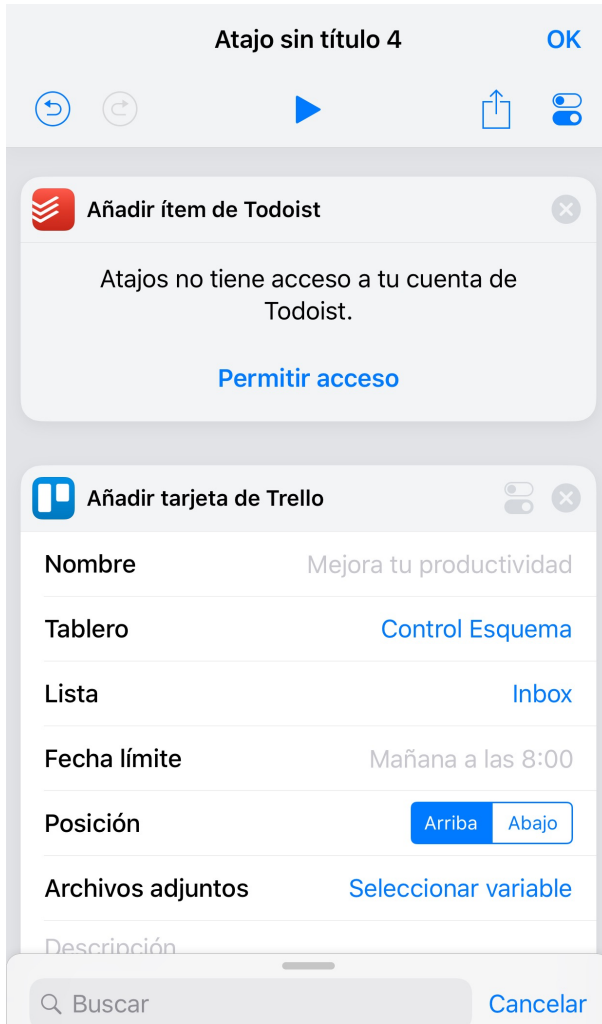 Atajo sin título 4
OK
Añadir ítem de Todoist
Atajos no tiene acceso a tu cuenta de
Todoist.
Permitir acceso
Añadir tarjeta de Trello
Nombre
Mejora tu productividad
Tablero
Control Esquema
Lista
Inbox
Fecha límite
Mañana a las 8:00
Posición
Arriba
Abajo
Archivos adjuntos
Seleccionar variable
Descripción
Buscar
Cancelar